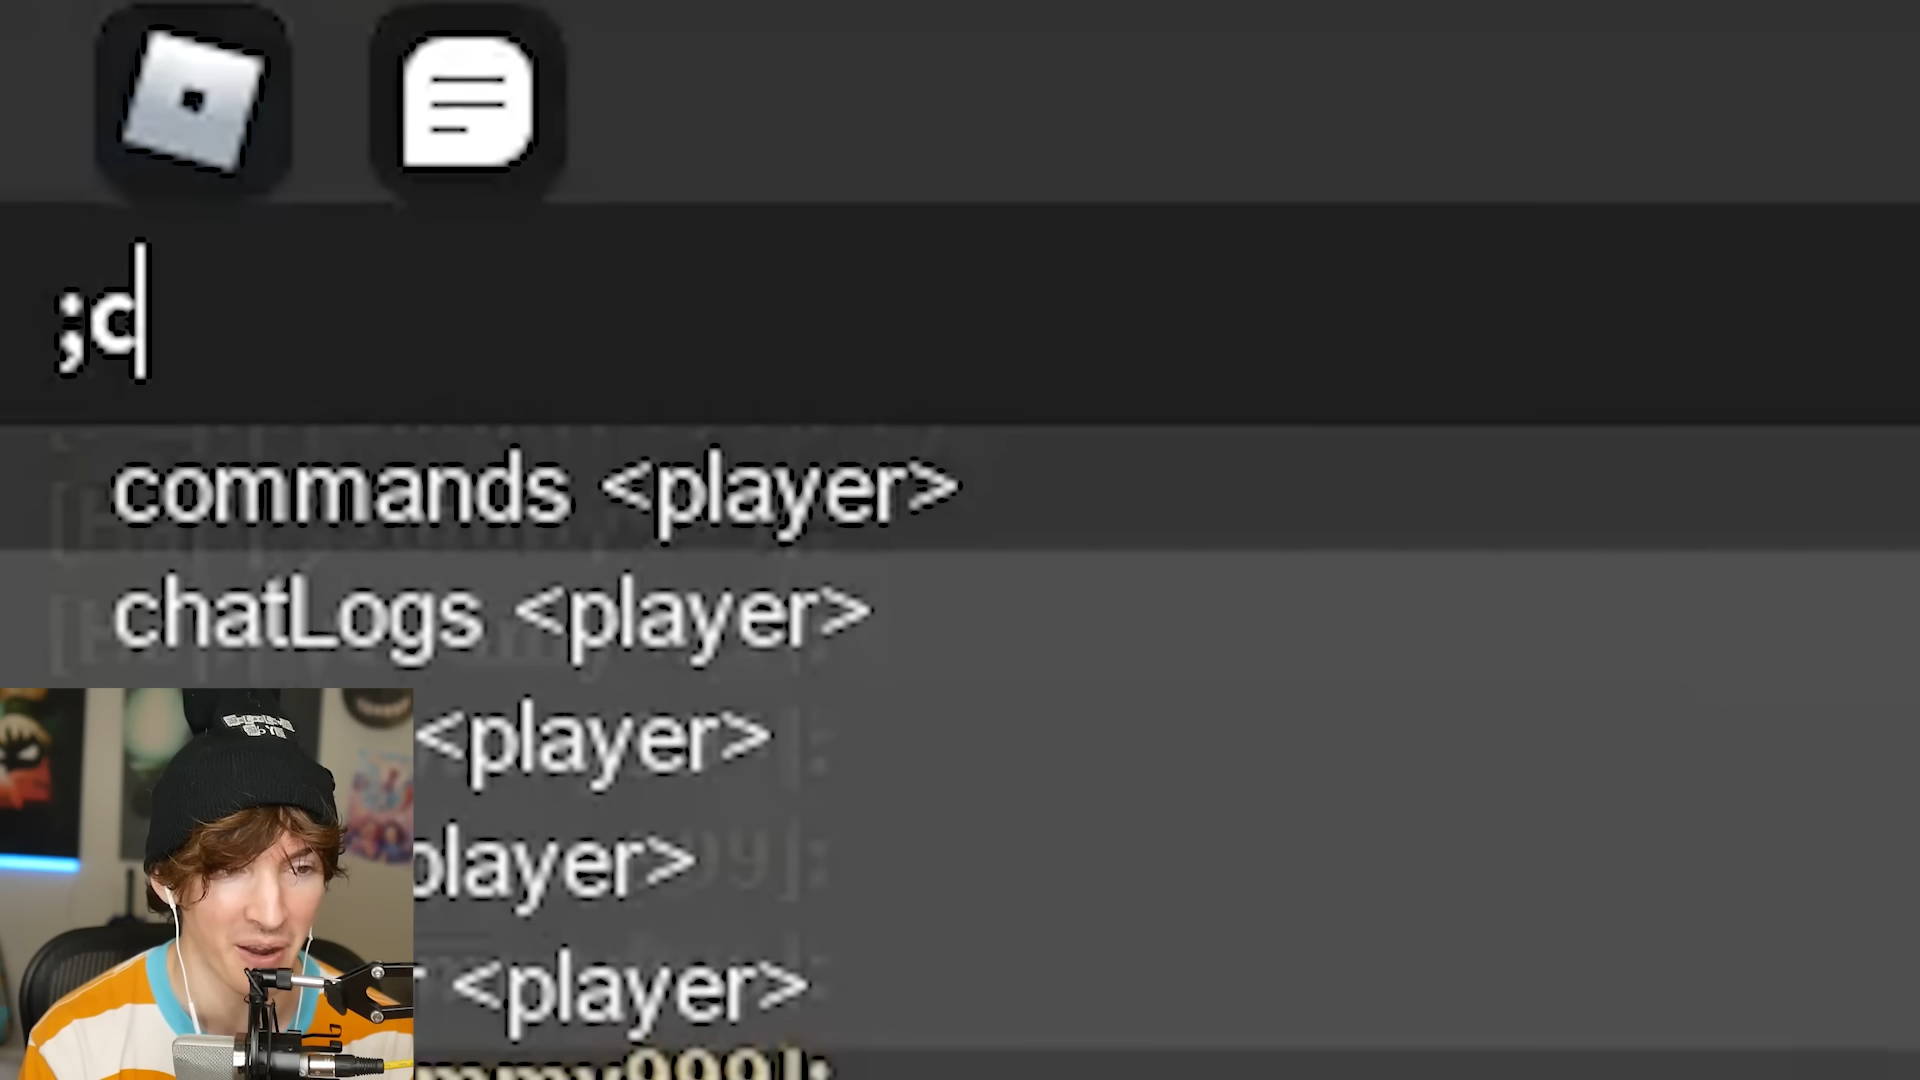 ;c
commands <player>
chatLogs <player>
<player>
player>
r <player>